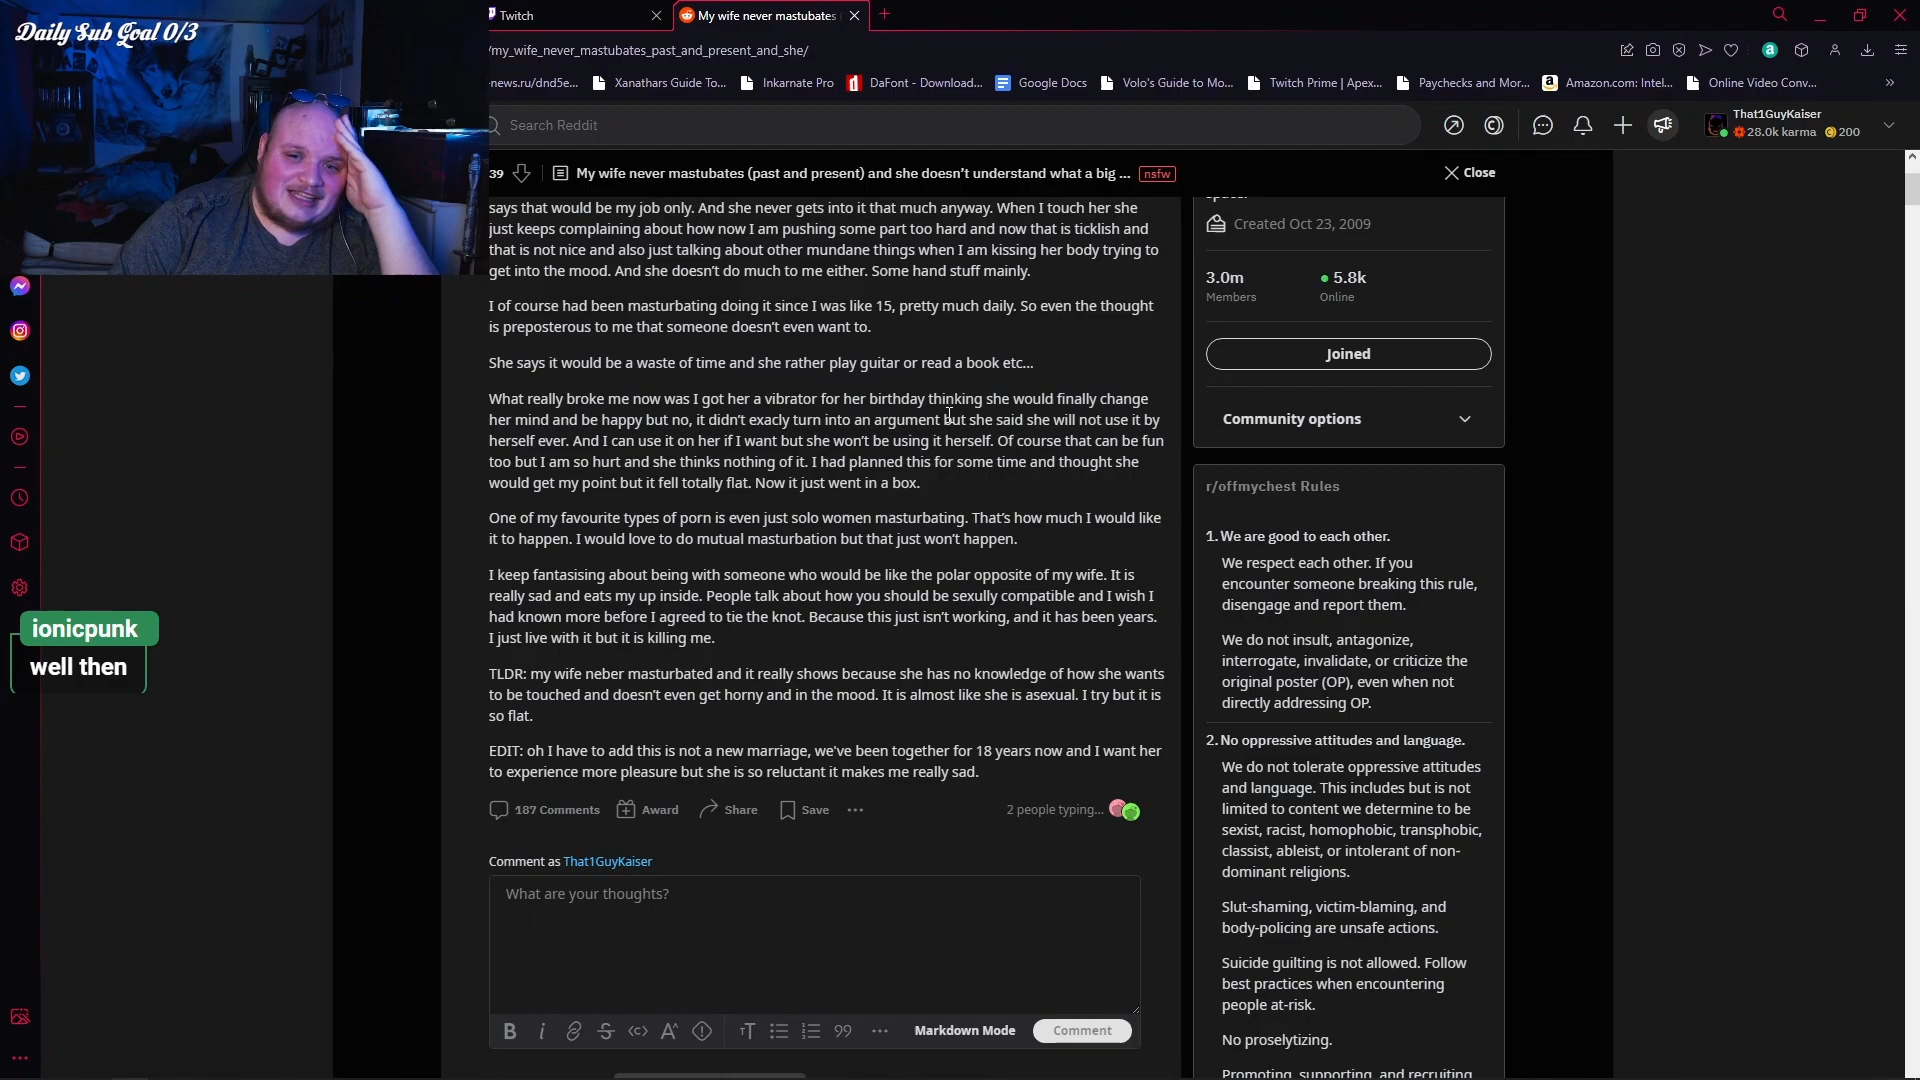 Daily Sub Goal 0/3
Twitch
My wife never mastubates
/my_wife_never_mastubates_past_and_present_and_she/
-news.ru/dnd5e...
Xanathars Guide To...
Inkarnate Pro
DaFont - Download...
Google Docs
Volo's Guide to Mo...
Twitch Prime | Apex...
Paychecks and Mor...
Amazon.com: Intel...
Online Video Conv...
Search Reddit
That1GuyKaiser
28.0k karma 200
39
My wife never mastubates (past and present) and she doesn't understand what a big ...
nsfw
Close
says that would be my job only. And she never gets into it that much anyway. When I touch her she
just keeps complaining about how now I am pushing some part too hard and now that is ticklish and
that is not nice and also just talking about other mundane things when I am kissing her body trying to
get into the mood. And she doesn't do much to me either. Some hand stuff mainly.
I of course had been masturbating doing it since I was like 15, pretty much daily. So even the thought
is preposterous to me that someone doesn't even want to.
She says it would be a waste of time and she rather play guitar or read a book etc...
What really broke me now was I got her a vibrator for her birthday thinking she would finally change
her mind and be happy but no, it didn't exacly turn into an argument but she said she will not use it by
herself ever. And I can use it on her if I want but she won't be using it herself. Of course that can be fun
too but I am so hurt and she thinks nothing of it. I had planned this for some time and thought she
would get my point but it fell totally flat. Now it just went in a box.
One of my favourite types of porn is even just solo women masturbating. That's how much I would like
it to happen. I would love to do mutual masturbation but that just won't happen.
I keep fantasising about being with someone who would be like the polar opposite of my wife. It is
really sad and eats my up inside. People talk about how you should be sexully compatible and I wish I
had known more before I agreed to tie the knot. Because this just isn't working, and it has been years.
I just live with it but it is killing me.
TLDR: my wife neber masturbated and it really shows because she has no knowledge of how she wants
to be touched and doesn't even get horny and in the mood. It is almost like she is asexual. I try but it is
so flat.
EDIT: oh I have to add this is not a new marriage, we've been together for 18 years now and I want her
to experience more pleasure but she is so reluctant it makes me really sad.
187 Comments
Award
Share
Save
2 people typing...
Comment as That1GuyKaiser
What are your thoughts?
Markdown Mode
Comment
Created Oct 23, 2009
3.0m
5.8k
Members
Online
Joined
Community options
r/offmychest Rules
1. We are good to each other.
We respect each other. If you
encounter someone breaking this rule,
disengage and report them.
We do not insult, antagonize,
interrogate, invalidate, or criticize the
original poster (OP), even when not
directly addressing OP.
2. No oppressive attitudes and language.
We do not tolerate oppressive attitudes
and language. This includes but is not
limited to content we determine to be
sexist, racist, homophobic, transphobic,
classist, ableist, or intolerant of non-
dominant religions.
Slut-shaming, victim-blaming, and
body-policing are unsafe actions.
Suicide guilting is not allowed. Follow
best practices when encountering
people at-risk.
No proselytizing.
Promoting, supporting, and recruiting
ionicpunk
well then